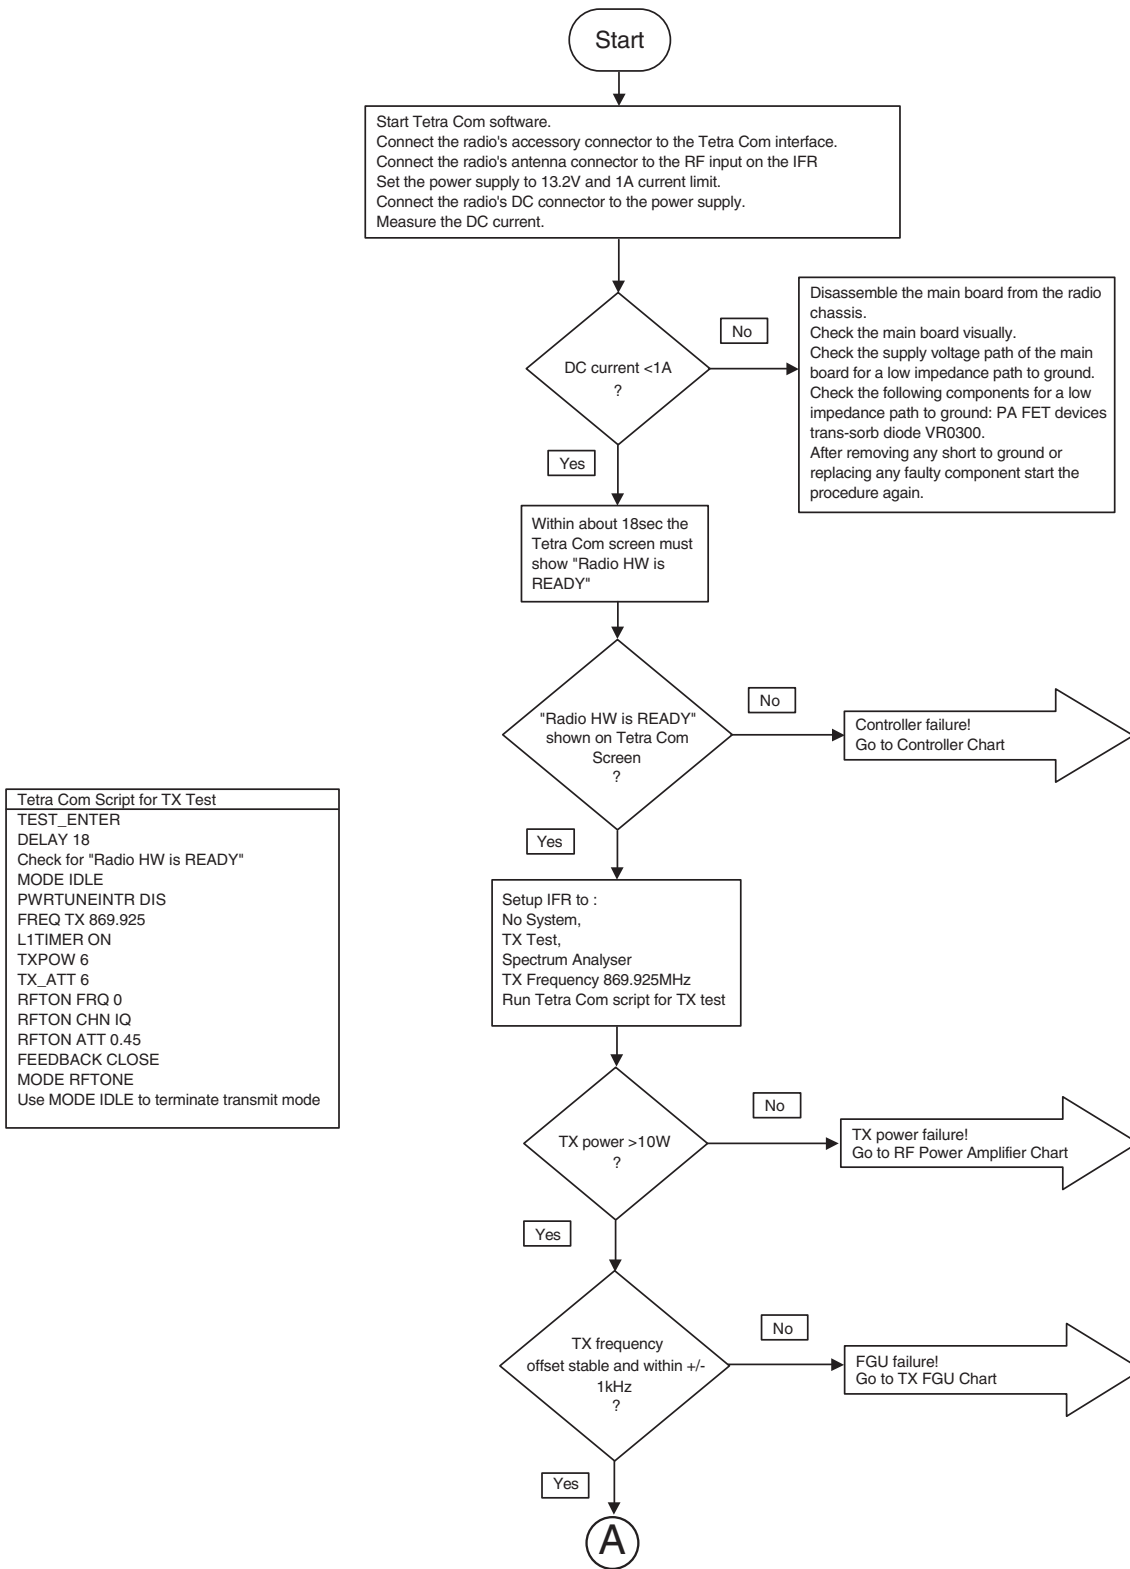 Start
Start Tetra Com software.
Connect the radio's accessory connector to the Tetra Com interface.
Connect the radio's antenna connector to the RF input on the IFR
Set the power supply to 13.2V and 1A current limit.
Connect the radio's DC connector to the power supply.
Measure the DC current.
DC current <1A
?
No
Disassemble the main board from the radio
chassis.
Check the main board visually.
Check the supply voltage path of the main
board for a low impedance path to ground.
Check the following components for a low
impedance path to ground: PA FET devices
trans-sorb diode VR0300.
After removing any short to ground or
replacing any faulty component start the
procedure again.
Yes
Within about 18sec the
Tetra Com screen must
show "Radio HW is
READY"
"Radio HW is READY"
shown on Tetra Com
Screen
?
No
Controller failure!
Go to Controller Chart
Yes
Tetra Com Script for TX Test
TEST_ENTER
DELAY 18
Check for "Radio HW is READY"
MODE IDLE
PWRTUNEINTR DIS
FREQ TX 869.925
L1TIMER ON
TXPOW 6
TX_ATT 6
RFTON FRQ 0
RFTON CHN IQ
RFTON ATT 0.45
FEEDBACK CLOSE
MODE RFTONE
Use MODE IDLE to terminate transmit mode
Setup IFR to :
No System,
TX Test,
Spectrum Analyser
TX Frequency 869.925MHz
Run Tetra Com script for TX test
TX power >10W
?
No
TX power failure!
Go to RF Power Amplifier Chart
Yes
TX frequency
offset stable and within +/-
1kHz
?
No
FGU failure!
Go to TX FGU Chart
Yes
A